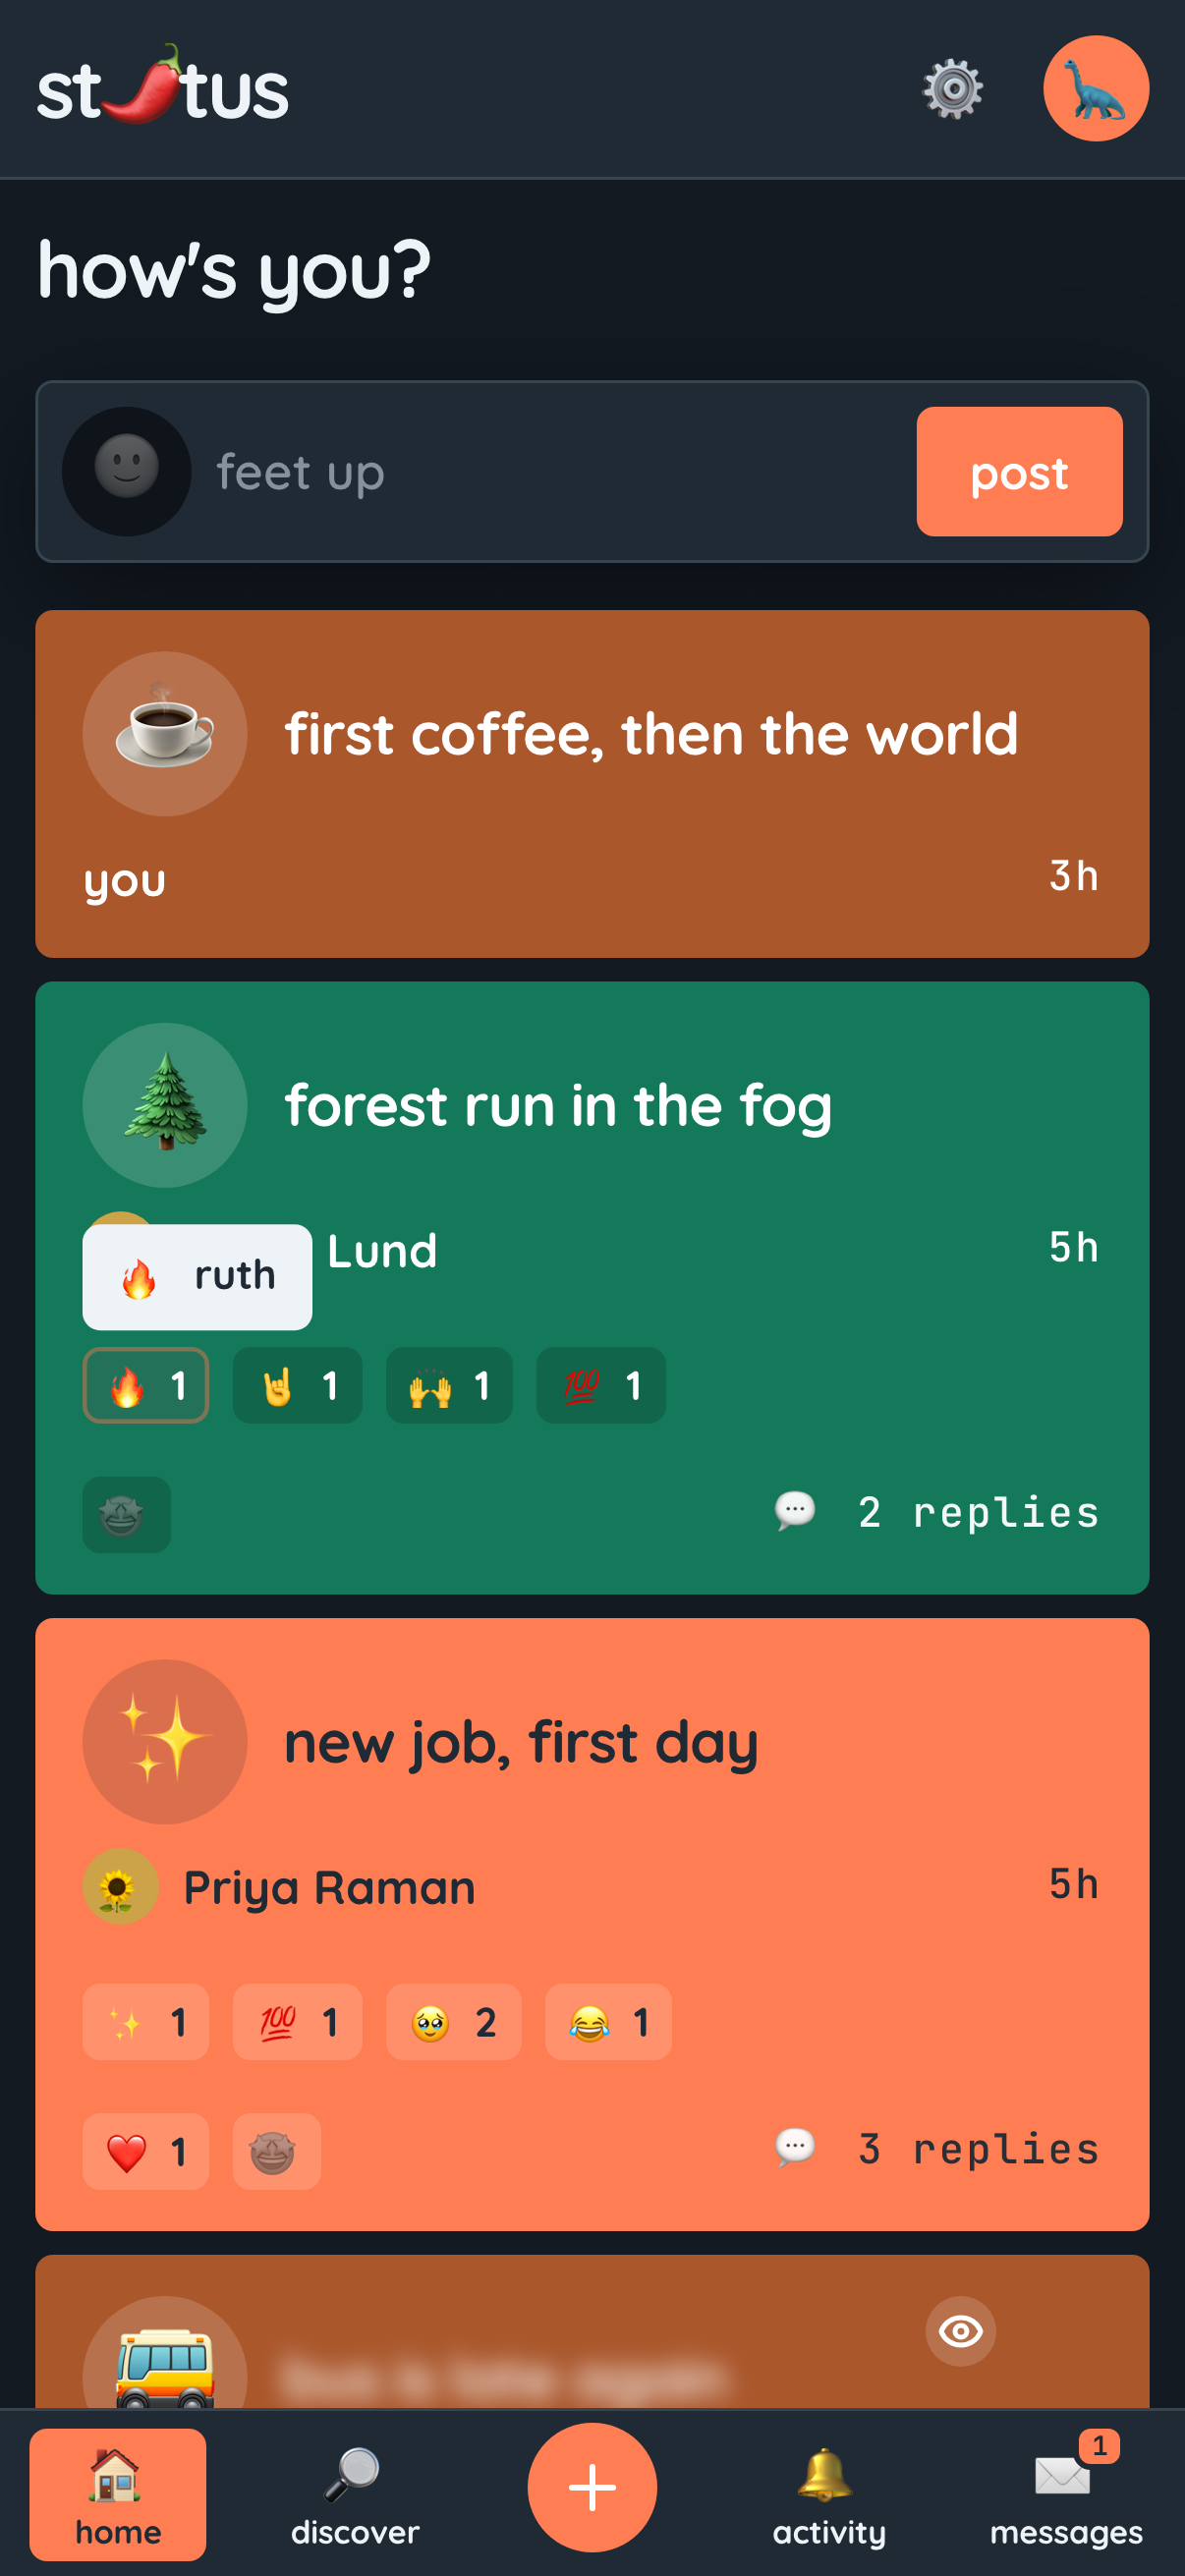 st🌶️tus
how's you?
feet up
post
first coffee, then the world
you
3h
forest run in the fog
Lund
5h
🔥 ruth
🔥 1 🤘 1 🙌 1 💯 1
💬 2 replies
new job, first day
Priya Raman
5h
✨ 1 💯 1 🥹 2 😂 1
❤️ 1
💬 3 replies
1
home
discover
activity
messages